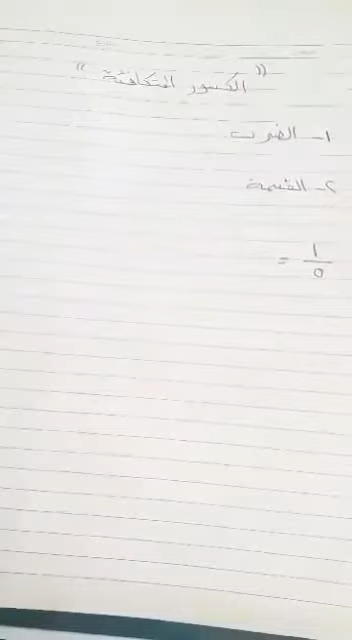 (( الكسور المتكافئة ))
١- الضرب
٢- القسمة
١/٥ =